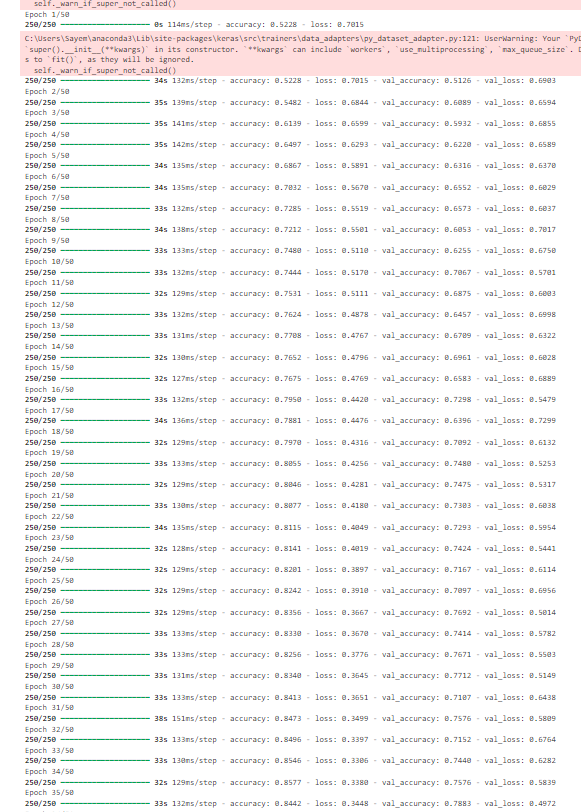 self._warn_if_super_not_called()
Epoch 1/50
250/250 ━━━━━━━━━━━━━━━━━━━━ 0s 114ms/step - accuracy: 0.5228 - loss: 0.7015
C:\Users\Sayem\anaconda3\Lib\site-packages\keras\src\trainers\data_adapters\py_dataset_adapter.py:121: UserWarning: Your `PyD
`super().__init__(**kwargs)` in its constructor. `**kwargs` can include `workers`, `use_multiprocessing`, `max_queue_size`. D
s to `fit()`, as they will be ignored.
self._warn_if_super_not_called()
250/250 ━━━━━━━━━━━━━━━━━━━━ 34s 132ms/step - accuracy: 0.5228 - loss: 0.7015 - val_accuracy: 0.5126 - val_loss: 0.6903
Epoch 2/50
250/250 ━━━━━━━━━━━━━━━━━━━━ 35s 139ms/step - accuracy: 0.5482 - loss: 0.6844 - val_accuracy: 0.6089 - val_loss: 0.6594
Epoch 3/50
250/250 ━━━━━━━━━━━━━━━━━━━━ 35s 141ms/step - accuracy: 0.6139 - loss: 0.6599 - val_accuracy: 0.5932 - val_loss: 0.6855
Epoch 4/50
250/250 ━━━━━━━━━━━━━━━━━━━━ 35s 142ms/step - accuracy: 0.6497 - loss: 0.6293 - val_accuracy: 0.6220 - val_loss: 0.6589
Epoch 5/50
250/250 ━━━━━━━━━━━━━━━━━━━━ 34s 135ms/step - accuracy: 0.6867 - loss: 0.5891 - val_accuracy: 0.6316 - val_loss: 0.6370
Epoch 6/50
250/250 ━━━━━━━━━━━━━━━━━━━━ 34s 135ms/step - accuracy: 0.7032 - loss: 0.5670 - val_accuracy: 0.6552 - val_loss: 0.6029
Epoch 7/50
250/250 ━━━━━━━━━━━━━━━━━━━━ 33s 132ms/step - accuracy: 0.7285 - loss: 0.5519 - val_accuracy: 0.6573 - val_loss: 0.6037
Epoch 8/50
250/250 ━━━━━━━━━━━━━━━━━━━━ 34s 138ms/step - accuracy: 0.7212 - loss: 0.5501 - val_accuracy: 0.6053 - val_loss: 0.7017
Epoch 9/50
250/250 ━━━━━━━━━━━━━━━━━━━━ 33s 133ms/step - accuracy: 0.7480 - loss: 0.5110 - val_accuracy: 0.6255 - val_loss: 0.6750
Epoch 10/50
250/250 ━━━━━━━━━━━━━━━━━━━━ 33s 132ms/step - accuracy: 0.7444 - loss: 0.5170 - val_accuracy: 0.7067 - val_loss: 0.5701
Epoch 11/50
250/250 ━━━━━━━━━━━━━━━━━━━━ 32s 129ms/step - accuracy: 0.7531 - loss: 0.5111 - val_accuracy: 0.6875 - val_loss: 0.6003
Epoch 12/50
250/250 ━━━━━━━━━━━━━━━━━━━━ 33s 132ms/step - accuracy: 0.7624 - loss: 0.4878 - val_accuracy: 0.6457 - val_loss: 0.6998
Epoch 13/50
250/250 ━━━━━━━━━━━━━━━━━━━━ 33s 131ms/step - accuracy: 0.7708 - loss: 0.4767 - val_accuracy: 0.6709 - val_loss: 0.6322
Epoch 14/50
250/250 ━━━━━━━━━━━━━━━━━━━━ 32s 130ms/step - accuracy: 0.7652 - loss: 0.4796 - val_accuracy: 0.6961 - val_loss: 0.6028
Epoch 15/50
250/250 ━━━━━━━━━━━━━━━━━━━━ 32s 127ms/step - accuracy: 0.7675 - loss: 0.4769 - val_accuracy: 0.6583 - val_loss: 0.6889
Epoch 16/50
250/250 ━━━━━━━━━━━━━━━━━━━━ 33s 132ms/step - accuracy: 0.7950 - loss: 0.4420 - val_accuracy: 0.7298 - val_loss: 0.5479
Epoch 17/50
250/250 ━━━━━━━━━━━━━━━━━━━━ 34s 136ms/step - accuracy: 0.7881 - loss: 0.4476 - val_accuracy: 0.6396 - val_loss: 0.7299
Epoch 18/50
250/250 ━━━━━━━━━━━━━━━━━━━━ 32s 129ms/step - accuracy: 0.7970 - loss: 0.4316 - val_accuracy: 0.7092 - val_loss: 0.6132
Epoch 19/50
250/250 ━━━━━━━━━━━━━━━━━━━━ 33s 133ms/step - accuracy: 0.8055 - loss: 0.4256 - val_accuracy: 0.7480 - val_loss: 0.5253
Epoch 20/50
250/250 ━━━━━━━━━━━━━━━━━━━━ 32s 129ms/step - accuracy: 0.8046 - loss: 0.4281 - val_accuracy: 0.7475 - val_loss: 0.5317
Epoch 21/50
250/250 ━━━━━━━━━━━━━━━━━━━━ 33s 130ms/step - accuracy: 0.8077 - loss: 0.4180 - val_accuracy: 0.7303 - val_loss: 0.6038
Epoch 22/50
250/250 ━━━━━━━━━━━━━━━━━━━━ 34s 135ms/step - accuracy: 0.8115 - loss: 0.4049 - val_accuracy: 0.7293 - val_loss: 0.5954
Epoch 23/50
250/250 ━━━━━━━━━━━━━━━━━━━━ 32s 128ms/step - accuracy: 0.8141 - loss: 0.4019 - val_accuracy: 0.7424 - val_loss: 0.5441
Epoch 24/50
250/250 ━━━━━━━━━━━━━━━━━━━━ 32s 129ms/step - accuracy: 0.8201 - loss: 0.3897 - val_accuracy: 0.7167 - val_loss: 0.6114
Epoch 25/50
250/250 ━━━━━━━━━━━━━━━━━━━━ 32s 129ms/step - accuracy: 0.8242 - loss: 0.3910 - val_accuracy: 0.7097 - val_loss: 0.6956
Epoch 26/50
250/250 ━━━━━━━━━━━━━━━━━━━━ 32s 129ms/step - accuracy: 0.8356 - loss: 0.3667 - val_accuracy: 0.7692 - val_loss: 0.5014
Epoch 27/50
250/250 ━━━━━━━━━━━━━━━━━━━━ 33s 133ms/step - accuracy: 0.8330 - loss: 0.3670 - val_accuracy: 0.7414 - val_loss: 0.5782
Epoch 28/50
250/250 ━━━━━━━━━━━━━━━━━━━━ 33s 133ms/step - accuracy: 0.8256 - loss: 0.3776 - val_accuracy: 0.7671 - val_loss: 0.5503
Epoch 29/50
250/250 ━━━━━━━━━━━━━━━━━━━━ 33s 131ms/step - accuracy: 0.8340 - loss: 0.3645 - val_accuracy: 0.7712 - val_loss: 0.5149
Epoch 30/50
250/250 ━━━━━━━━━━━━━━━━━━━━ 33s 133ms/step - accuracy: 0.8413 - loss: 0.3651 - val_accuracy: 0.7107 - val_loss: 0.6438
Epoch 31/50
250/250 ━━━━━━━━━━━━━━━━━━━━ 38s 151ms/step - accuracy: 0.8473 - loss: 0.3499 - val_accuracy: 0.7576 - val_loss: 0.5809
Epoch 32/50
250/250 ━━━━━━━━━━━━━━━━━━━━ 33s 133ms/step - accuracy: 0.8496 - loss: 0.3397 - val_accuracy: 0.7152 - val_loss: 0.6764
Epoch 33/50
250/250 ━━━━━━━━━━━━━━━━━━━━ 33s 130ms/step - accuracy: 0.8546 - loss: 0.3306 - val_accuracy: 0.7440 - val_loss: 0.6282
Epoch 34/50
250/250 ━━━━━━━━━━━━━━━━━━━━ 32s 129ms/step - accuracy: 0.8577 - loss: 0.3380 - val_accuracy: 0.7576 - val_loss: 0.5839
Epoch 35/50
250/250 ━━━━━━━━━━━━━━━━━━━━ 33s 132ms/step - accuracy: 0.8442 - loss: 0.3448 - val_accuracy: 0.7883 - val_loss: 0.4972